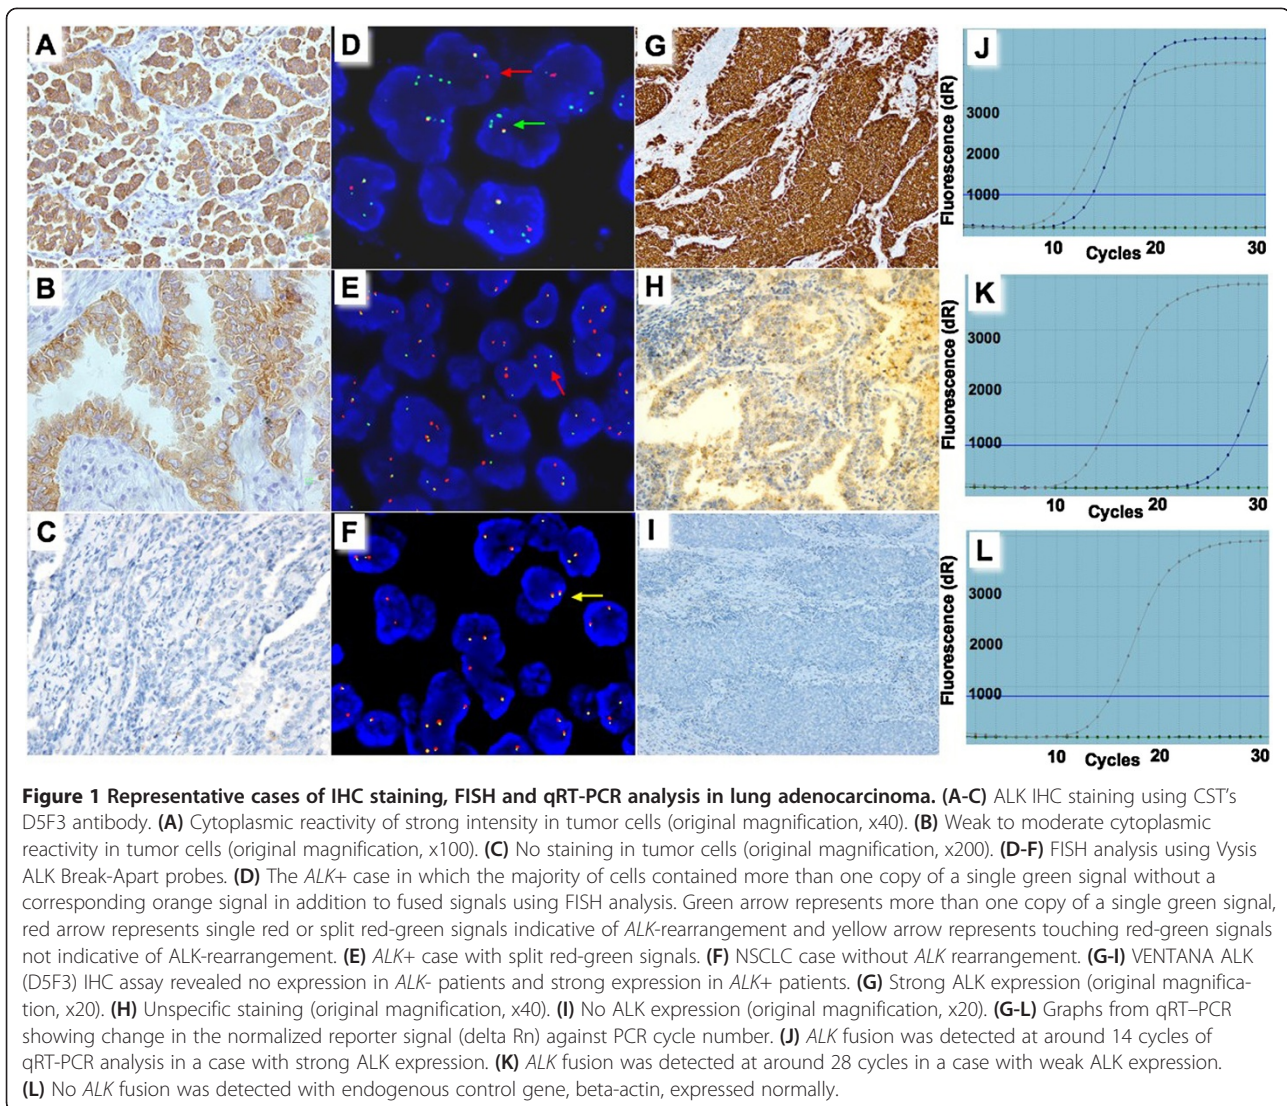 A
D
G
J
Fluorescence (dR)
3000
2000
1000
10
20
30
Cycles
B
E
H
K
Fluorescence (dR)
3000
2000
1000
10
20
30
Cycles
C
F
I
L
Fluorescence (dR)
3000
2000
1000
10
20
30
Cycles
Figure 1 Representative cases of IHC staining, FISH and qRT-PCR analysis in lung adenocarcinoma. (A-C) ALK IHC staining using CST's
D5F3 antibody. (A) Cytoplasmic reactivity of strong intensity in tumor cells (original magnification, x40). (B) Weak to moderate cytoplasmic
reactivity in tumor cells (original magnification, x100). (C) No staining in tumor cells (original magnification, x200). (D-F) FISH analysis using Vysis
ALK Break-Apart probes. (D) The ALK+ case in which the majority of cells contained more than one copy of a single green signal without a
corresponding orange signal in addition to fused signals using FISH analysis. Green arrow represents more than one copy of a single green signal,
red arrow represents single red or split red-green signals indicative of ALK-rearrangement and yellow arrow represents touching red-green signals
not indicative of ALK-rearrangement. (E) ALK+ case with split red-green signals. (F) NSCLC case without ALK rearrangement. (G-I) VENTANA ALK
(D5F3) IHC assay revealed no expression in ALK- patients and strong expression in ALK+ patients. (G) Strong ALK expression (original magnifica-
tion, x20). (H) Unspecific staining (original magnification, x40). (I) No ALK expression (original magnification, x20). (G-L) Graphs from qRT–PCR
showing change in the normalized reporter signal (delta Rn) against PCR cycle number. (J) ALK fusion was detected at around 14 cycles of
qRT-PCR analysis in a case with strong ALK expression. (K) ALK fusion was detected at around 28 cycles in a case with weak ALK expression.
(L) No ALK fusion was detected with endogenous control gene, beta-actin, expressed normally.